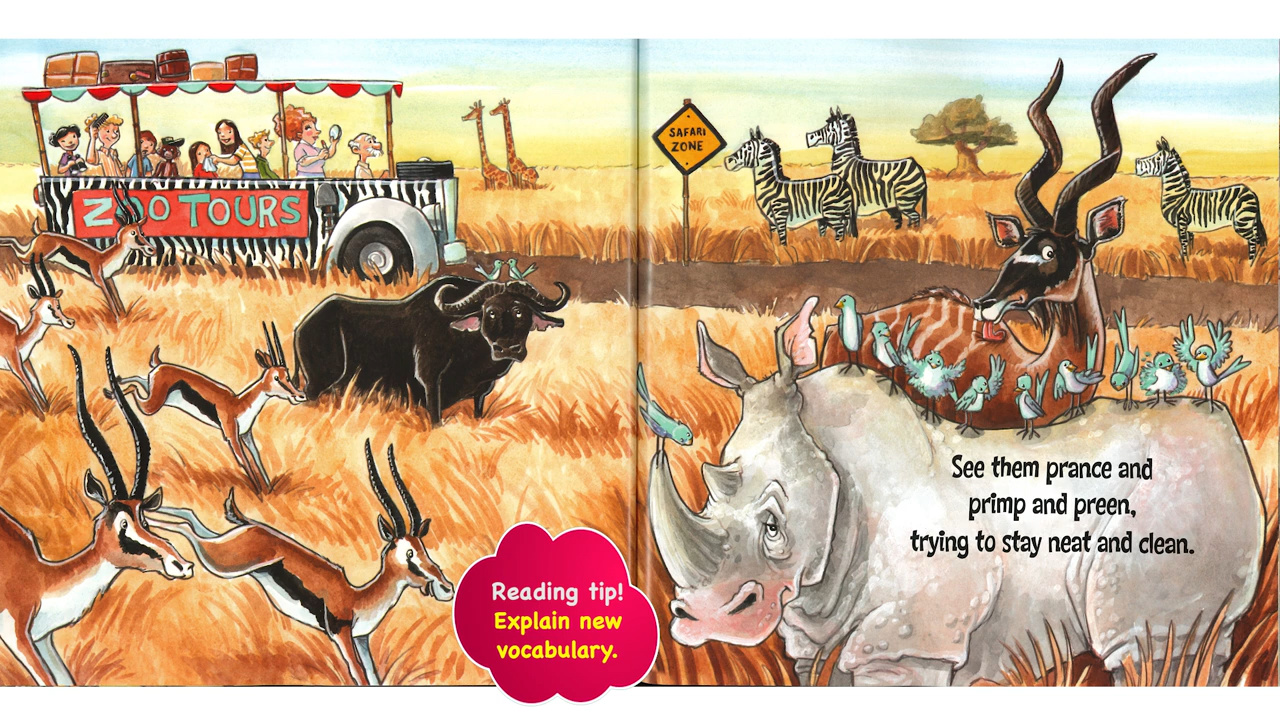 ZOO TOURS
SAFARI
ZONE
See them prance and
primp and preen,
trying to stay neat and clean.
Reading tip!
Explain new
vocabulary.